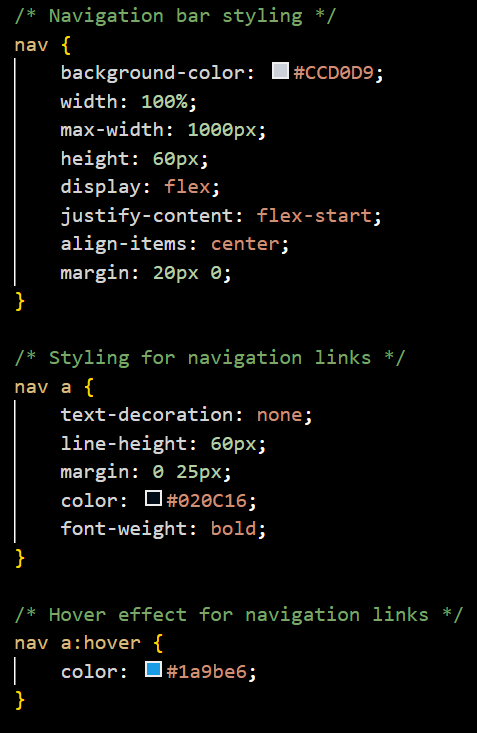 /* Navigation bar styling */
nav {
    background-color: #CCD0D9;
    width: 100%;
    max-width: 1000px;
    height: 60px;
    display: flex;
    justify-content: flex-start;
    align-items: center;
    margin: 20px 0;
}

/* Styling for navigation links */
nav a {
    text-decoration: none;
    line-height: 60px;
    margin: 0 25px;
    color: #020C16;
    font-weight: bold;
}

/* Hover effect for navigation links */
nav a:hover {
    color: #1a9be6;
}